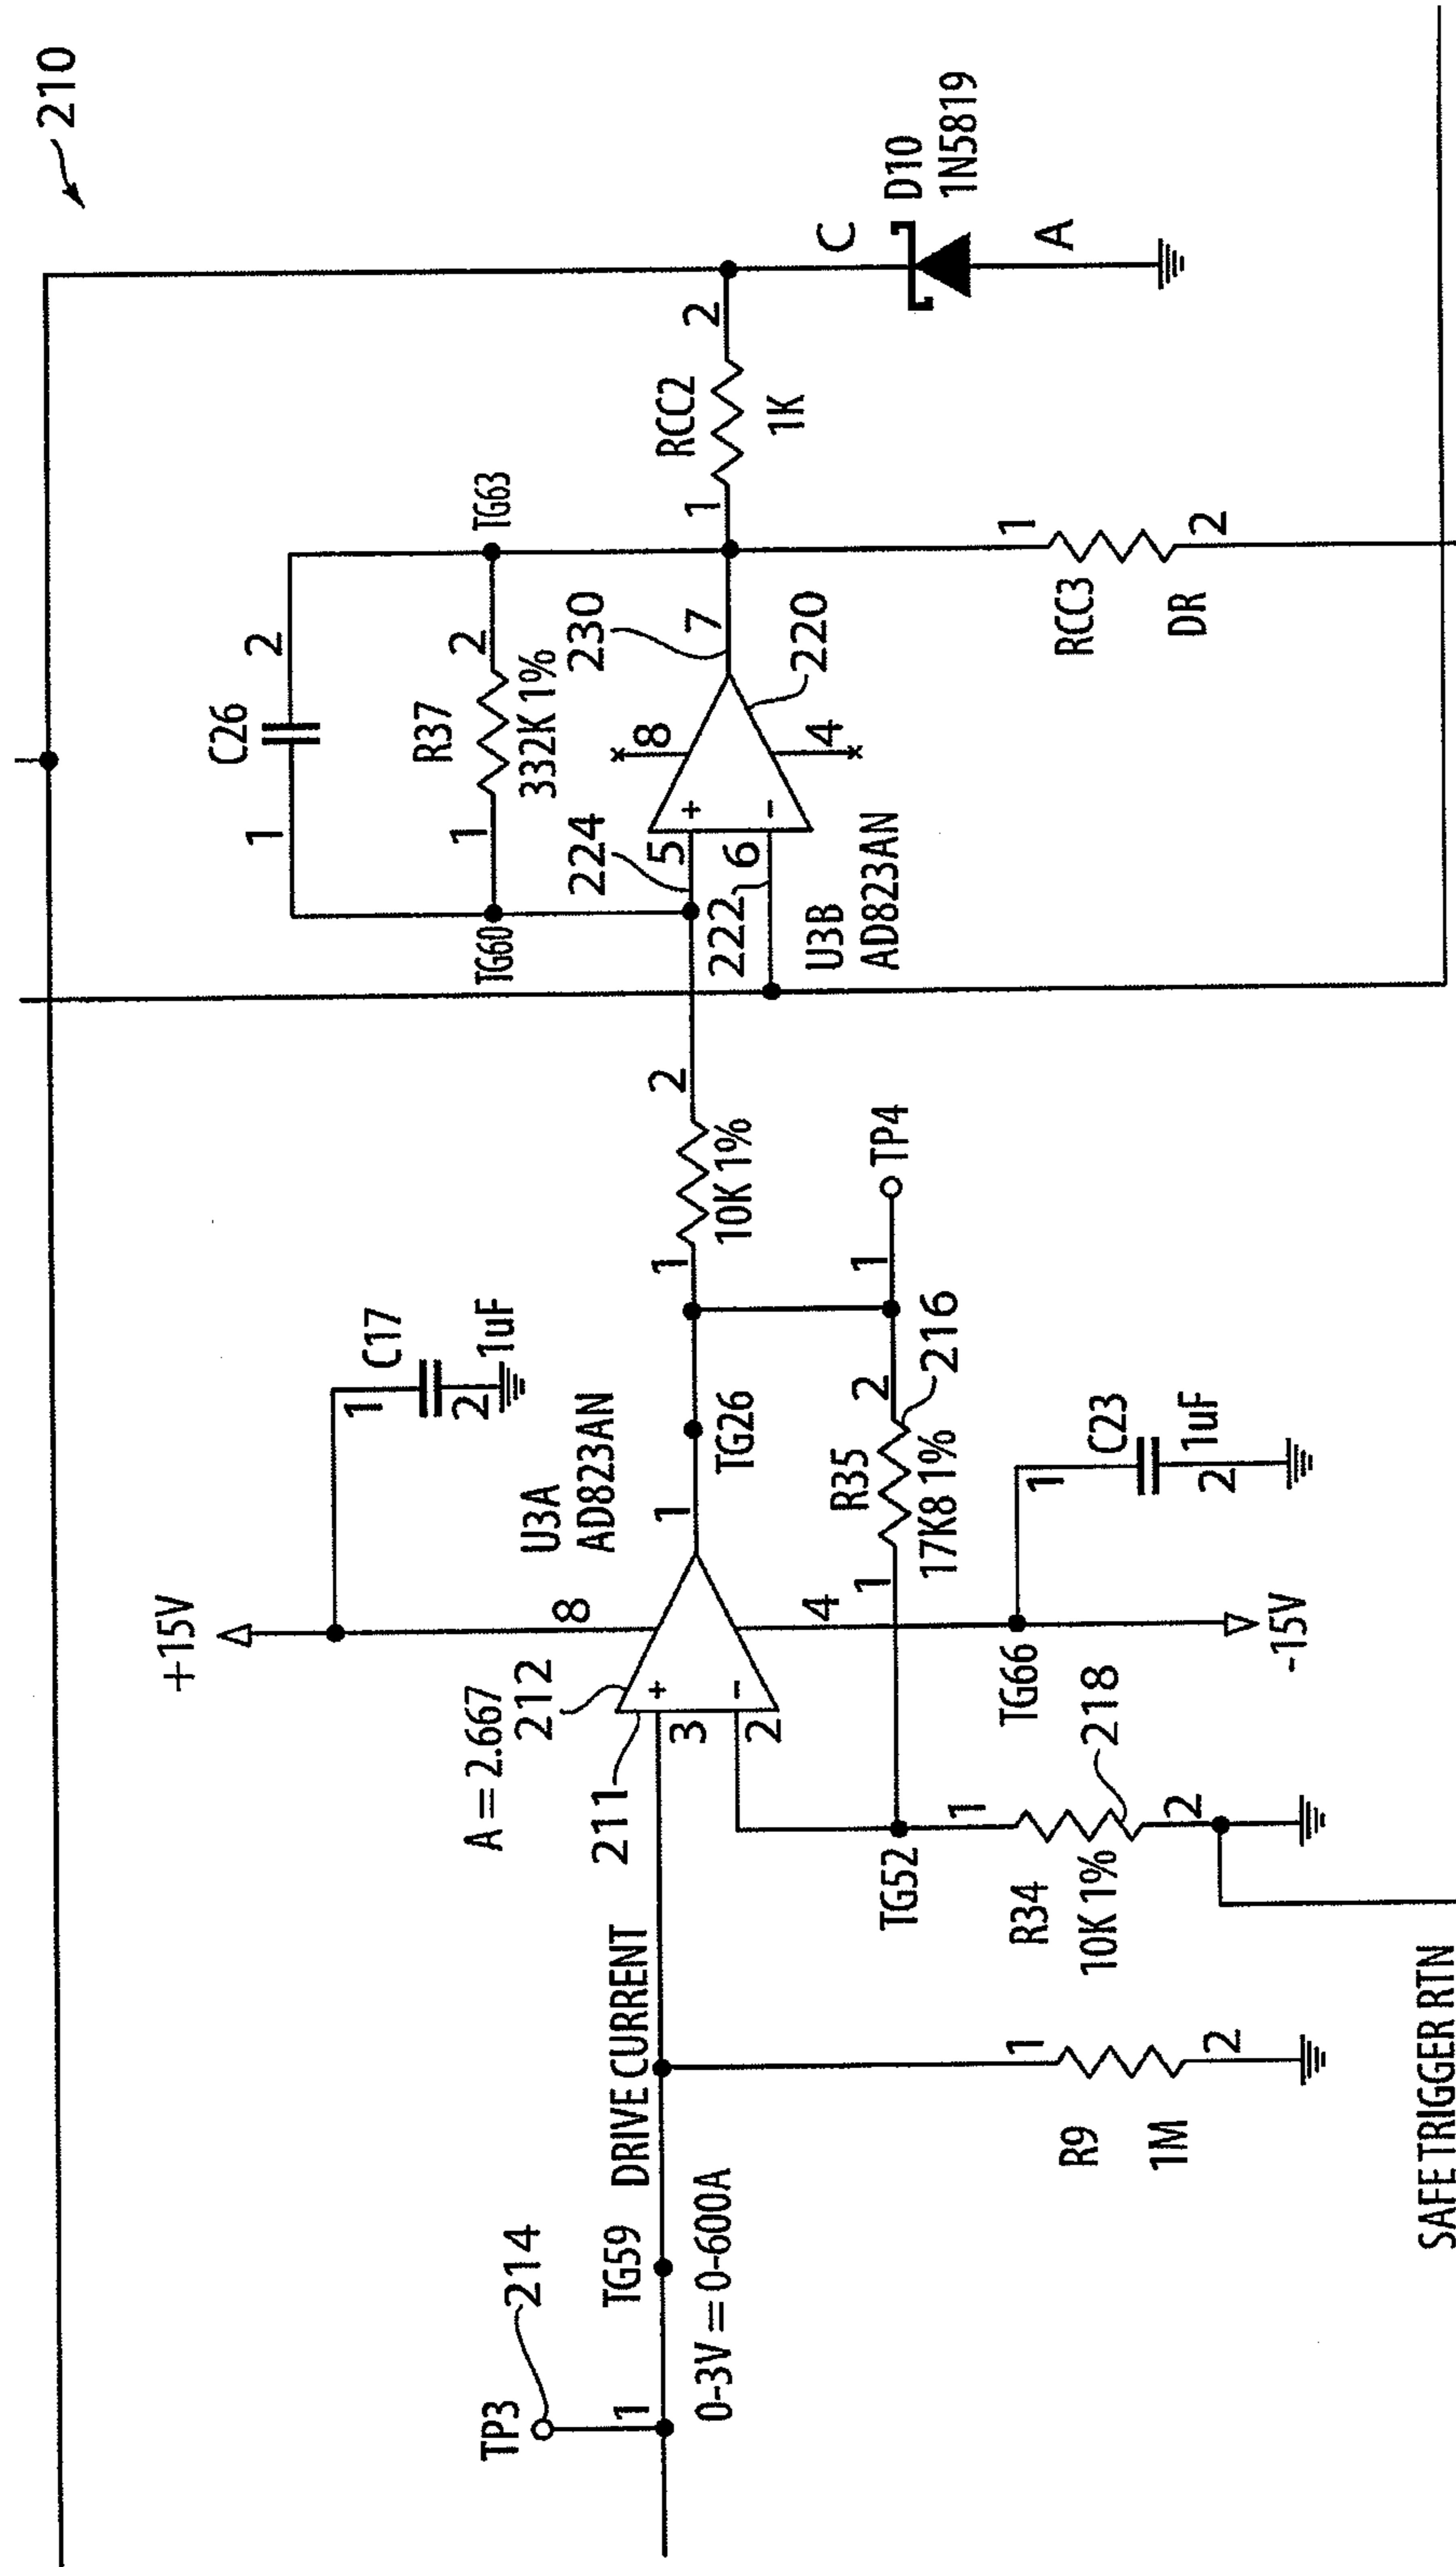 210
+15V
C17
1
2
1uF
A = 2.667
212
211
U3A
AD823AN
8
3
2
1
4
TP3
214
1
TG59
DRIVE CURRENT
0-3V = 0-600A
R9
1
1M
2
TG52
R34
1
10K 1%
2
218
SAFE TRIGGER RTN
R35
1
2
17K8 1%
216
TG66
-15V
C23
1
2
1uF
TG26
1
2
10K 1%
1
TP4
C26
1
2
R37
1
2
332K 1%
TG60
TG63
224
5
222
6
+
-
+
-
8
4
7
230
220
U3B
AD823AN
RCC2
1
2
1K
RCC3
1
2
DR
C
D10
1N5819
A